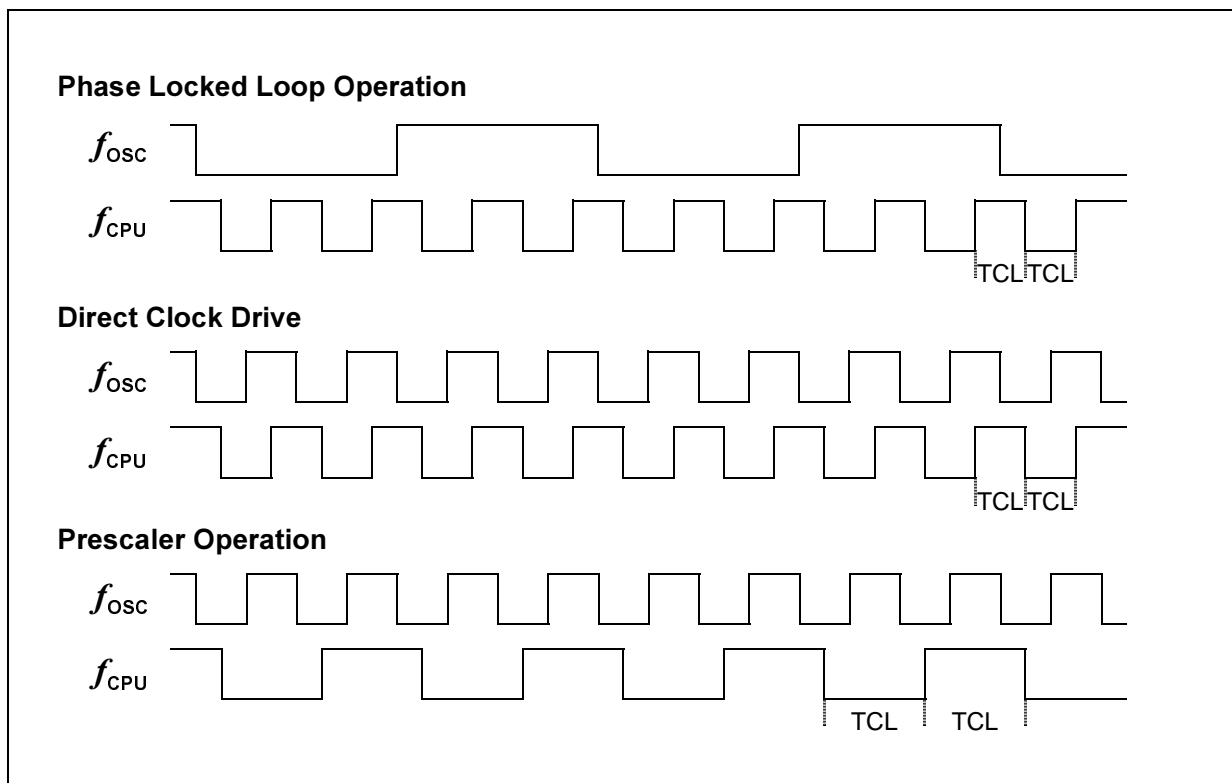 Phase Locked Loop Operation
fOSC
fCPU
TCL TCL
Direct Clock Drive
fOSC
fCPU
TCL TCL
Prescaler Operation
fOSC
fCPU
TCL TCL